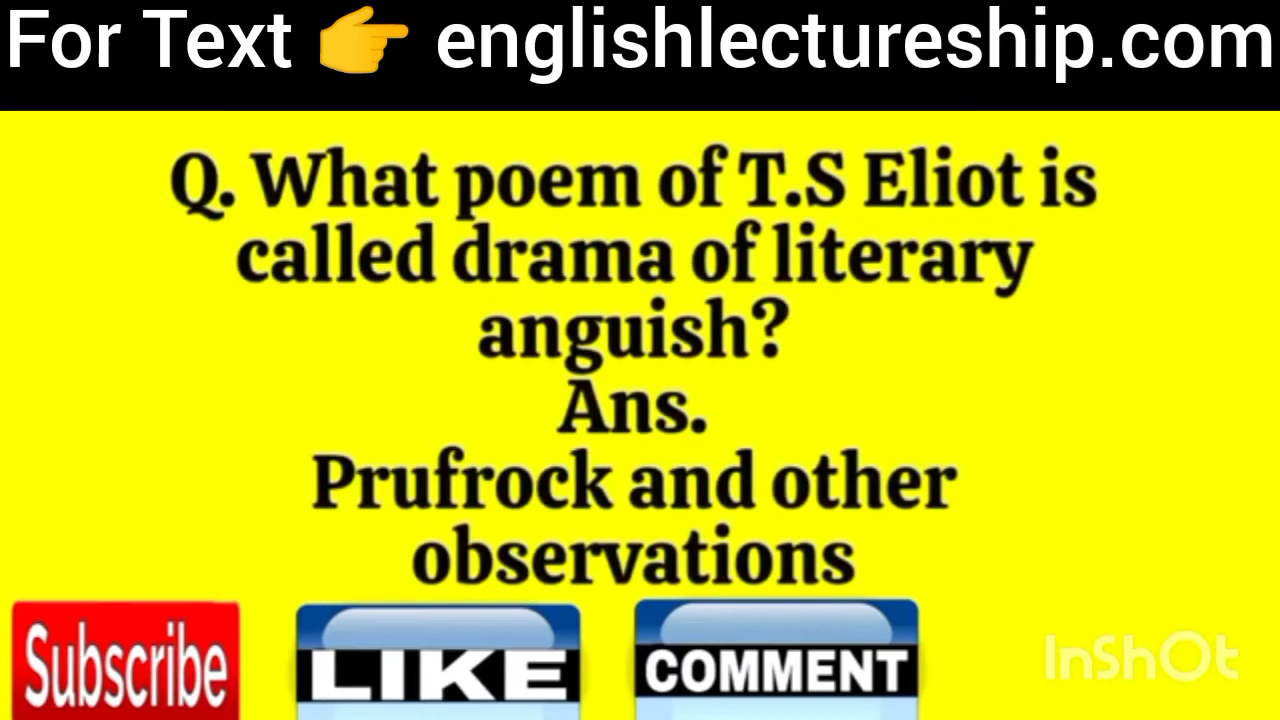 For Text 👉 englishlectureship.com
Q. What poem of T.S Eliot is
called drama of literary
anguish?
Ans.
Prufrock and other
observations
Subscribe
LIKE
COMMENT
InShOt